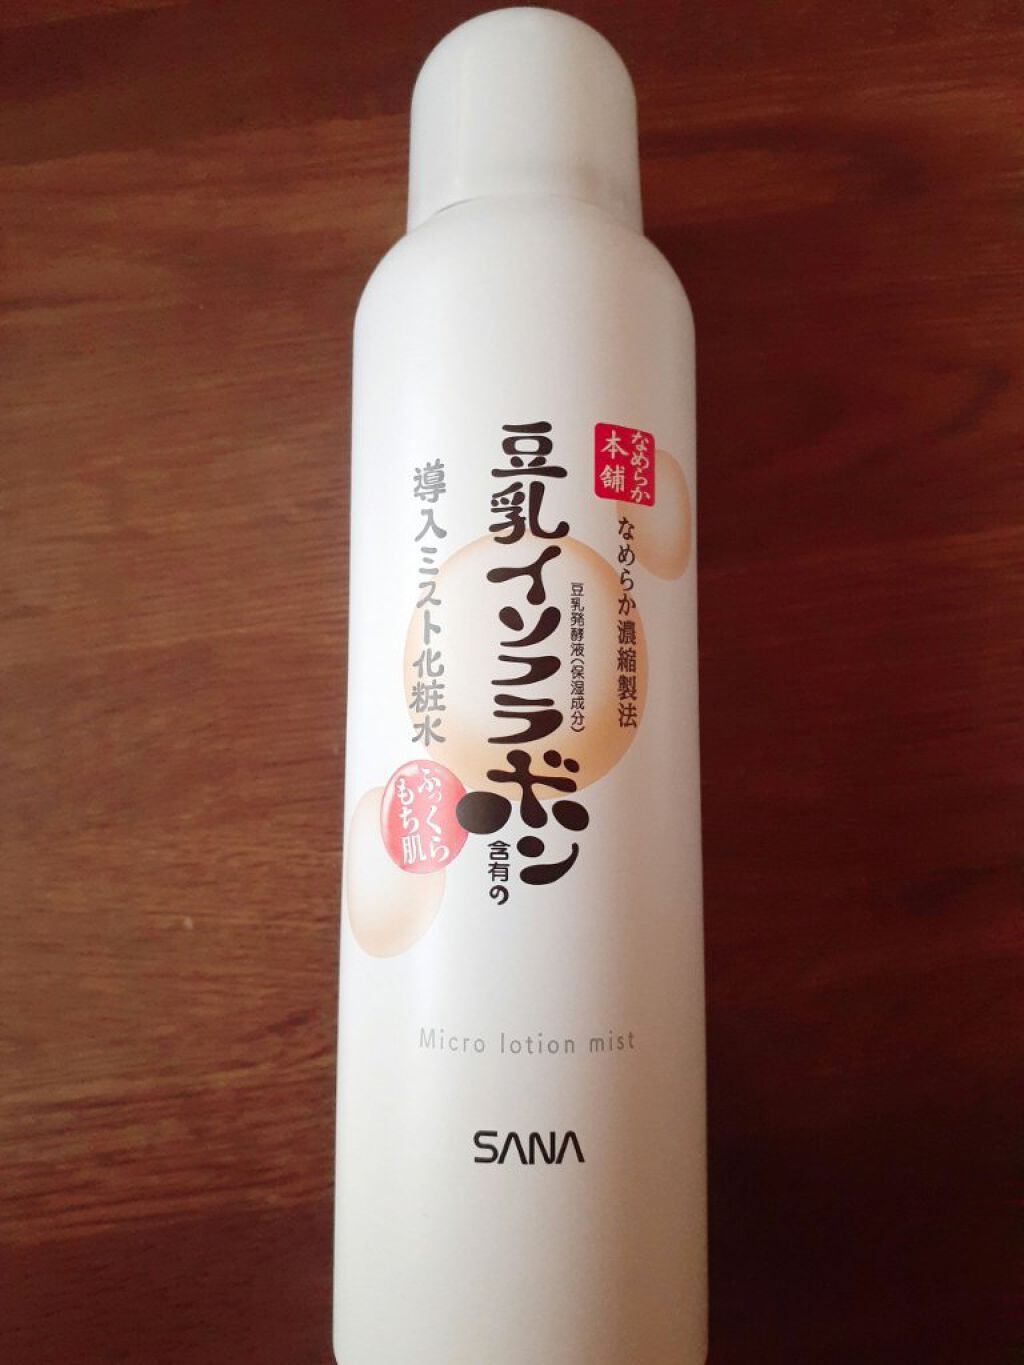 なめらか
本舗
なめらか濃縮製法
豆乳発酵液(保湿成分)
豆乳イソフラボン
含有の
導入ミスト化粧水
ぷっくら
もち肌
Micro lotion mist
SANA